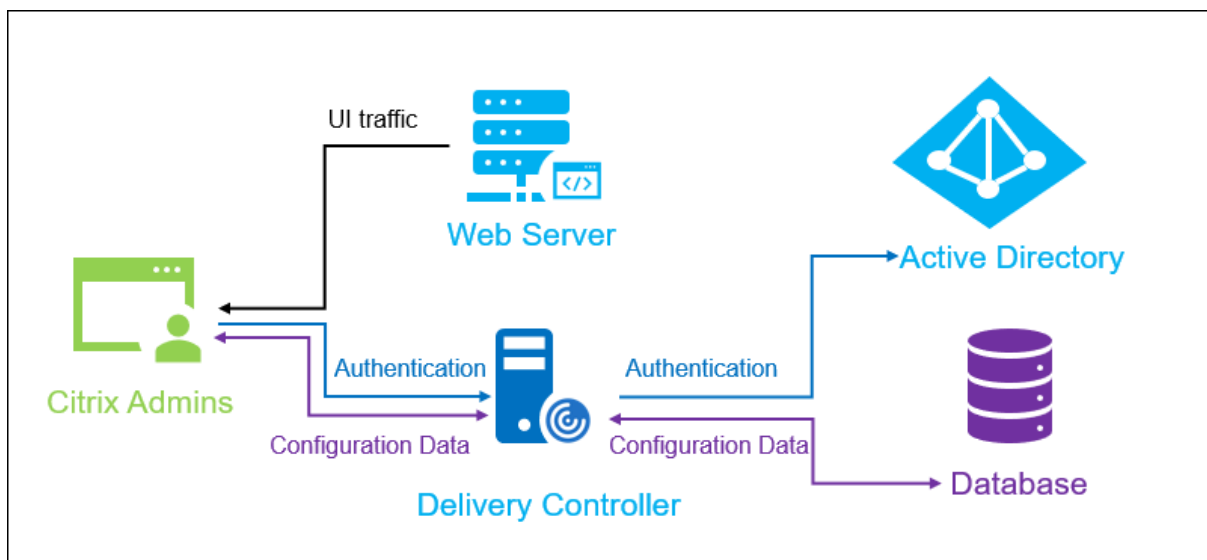 UI traffic
</>
Web Server
Active Directory
Authentication
Authentication
Citrix Admins
Configuration Data
Configuration Data
Database
Delivery Controller